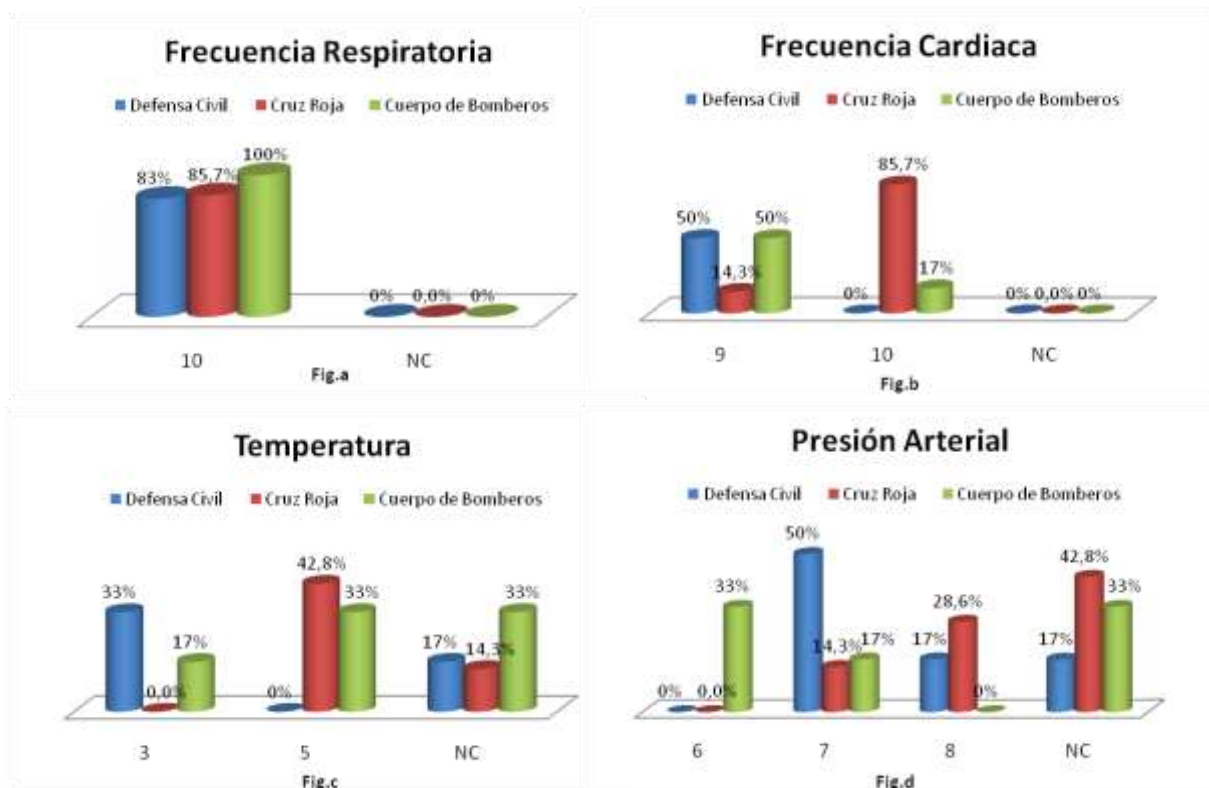 Frecuencia Respiratoria
Defensa Civil Cruz Roja Cuerpo de Bomberos
83% 85,7% 100%
0% 0,0% 0%
10 NC
Fig.a
Frecuencia Cardiaca
Defensa Civil Cruz Roja Cuerpo de Bomberos
50% 14,3% 50%
0% 85,7% 17%
0% 0,0% 0%
9 10 NC
Fig.b
Temperatura
Defensa Civil Cruz Roja Cuerpo de Bomberos
33% 0,0% 17%
0% 42,8% 33%
17% 14,3% 33%
3 5 NC
Fig.c
Presión Arterial
Defensa Civil Cruz Roja Cuerpo de Bomberos
0% 0,0% 33%
50% 14,3% 17%
17% 28,6% 0%
17% 42,8% 33%
6 7 8 NC
Fig.d